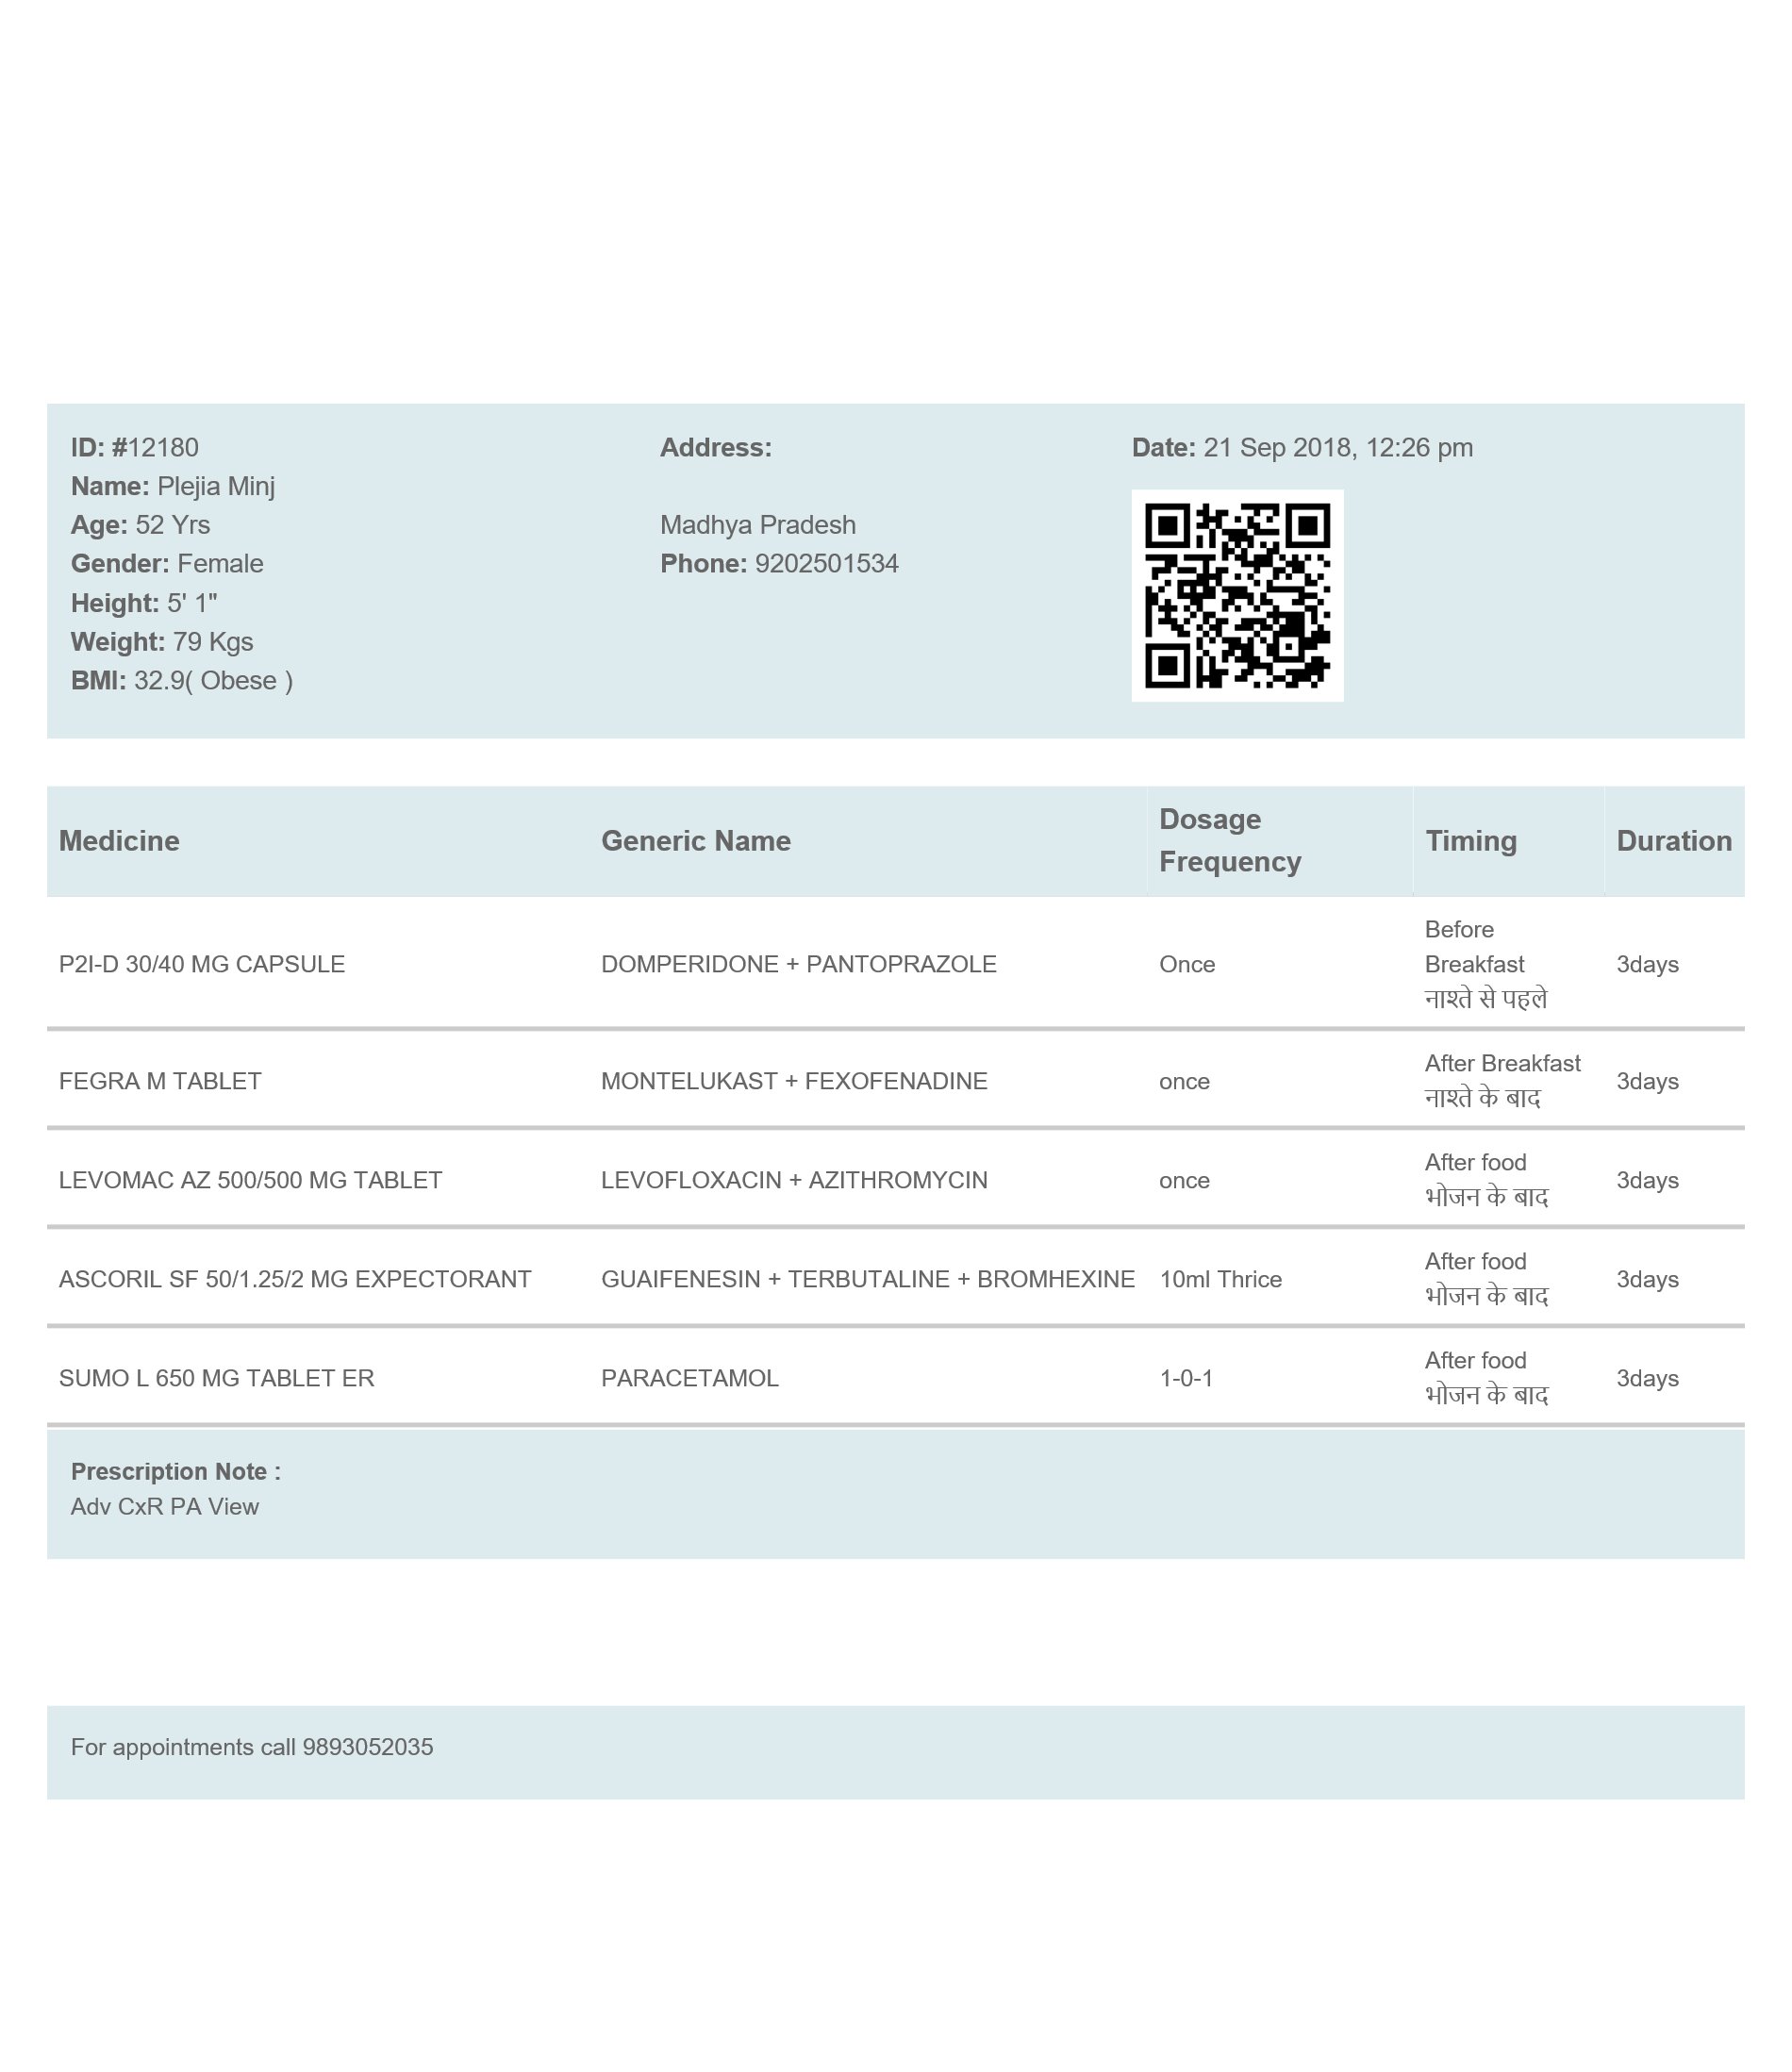 ID: #12180
Name: Plejia Minj
Age: 52 Yrs
Gender: Female
Height: 5' 1"
Weight: 79 Kgs
BMI: 32.9( Obese )
Address:
Madhya Pradesh
Phone: 9202501534
Date: 21 Sep 2018, 12:26 pm
Medicine Generic Name Dosage Frequency Timing Duration
P2I-D 30/40 MG CAPSULE DOMPERIDONE + PANTOPRAZOLE Once Before Breakfast नाश्ते से पहले 3days
FEGRA M TABLET MONTELUKAST + FEXOFENADINE once After Breakfast नाश्ते के बाद 3days
LEVOMAC AZ 500/500 MG TABLET LEVOFLOXACIN + AZITHROMYCIN once After food भोजन के बाद 3days
ASCORIL SF 50/1.25/2 MG EXPECTORANT GUAIFENESIN + TERBUTALINE + BROMHEXINE 10ml Thrice After food भोजन के बाद 3days
SUMO L 650 MG TABLET ER PARACETAMOL 1-0-1 After food भोजन के बाद 3days
Prescription Note :
Adv CxR PA View
For appointments call 9893052035